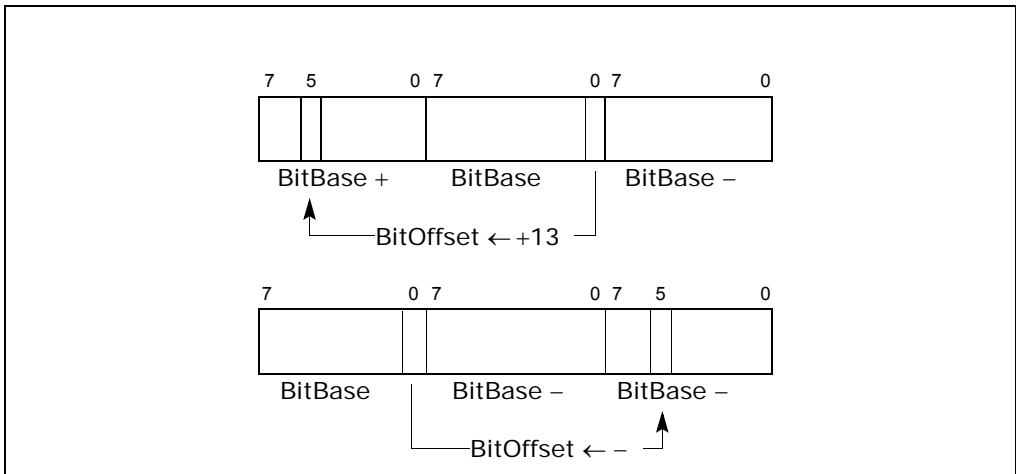 7 5 0 7 0 7 0
BitBase + BitBase BitBase −
BitOffset ← +13
7 0 7 0 7 5 0
BitBase BitBase − BitBase −
BitOffset ← −